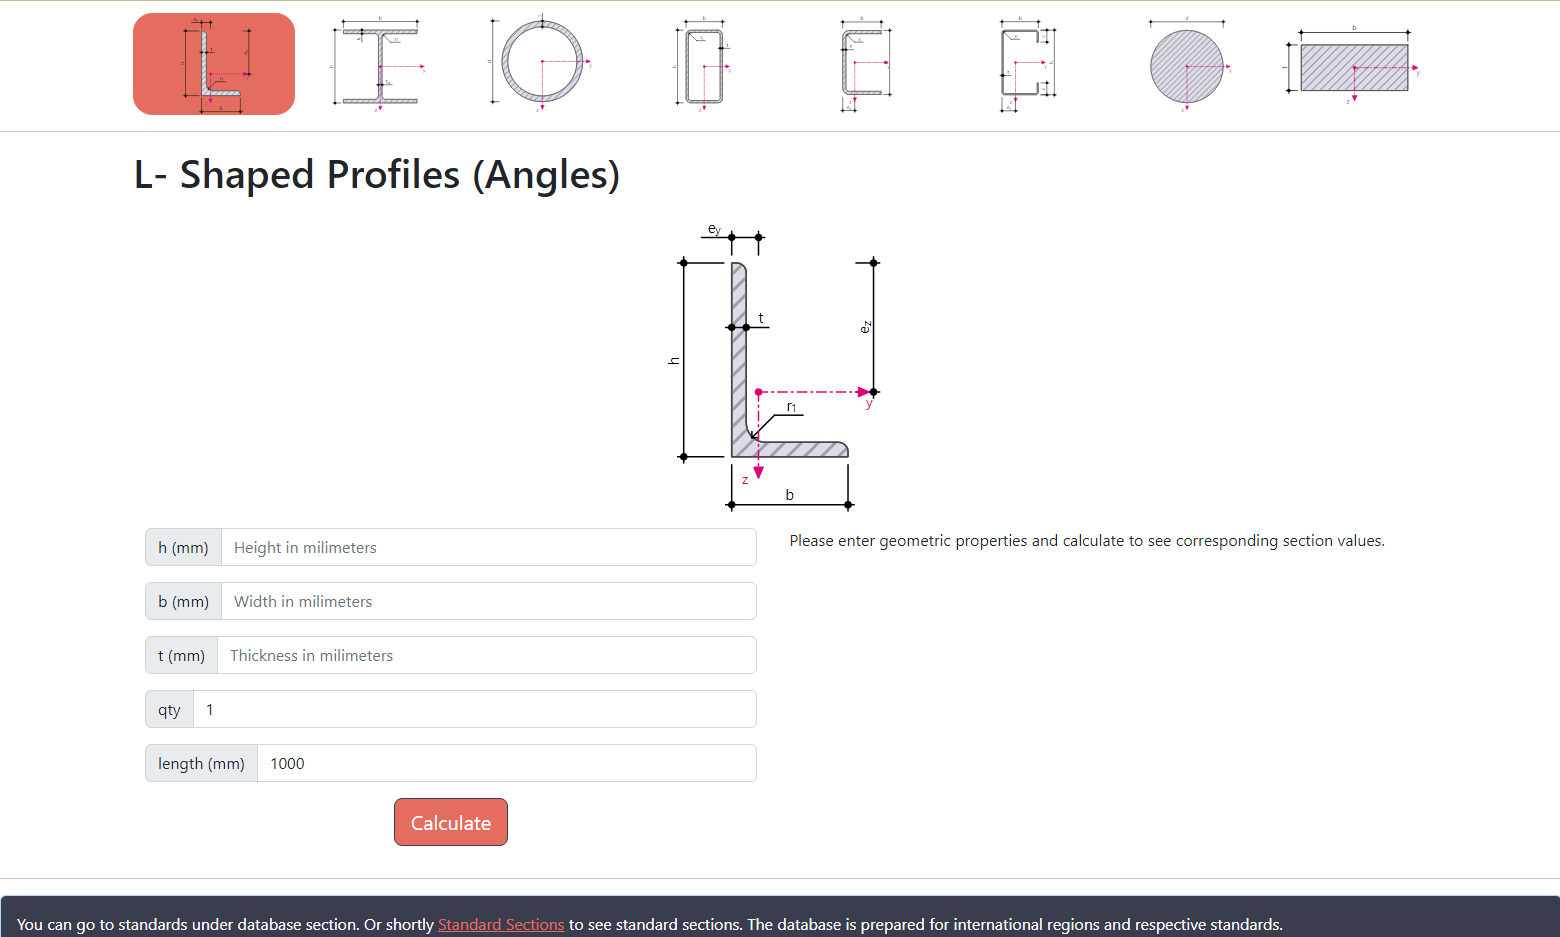 L- Shaped Profiles (Angles)
ey
h
t
ez
r1
y
z
b
h (mm) Height in milimeters
Please enter geometric properties and calculate to see corresponding section values.
b (mm) Width in milimeters
t (mm) Thickness in milimeters
qty 1
length (mm) 1000
Calculate
You can go to standards under database section. Or shortly Standard Sections to see standard sections. The database is prepared for international regions and respective standards.